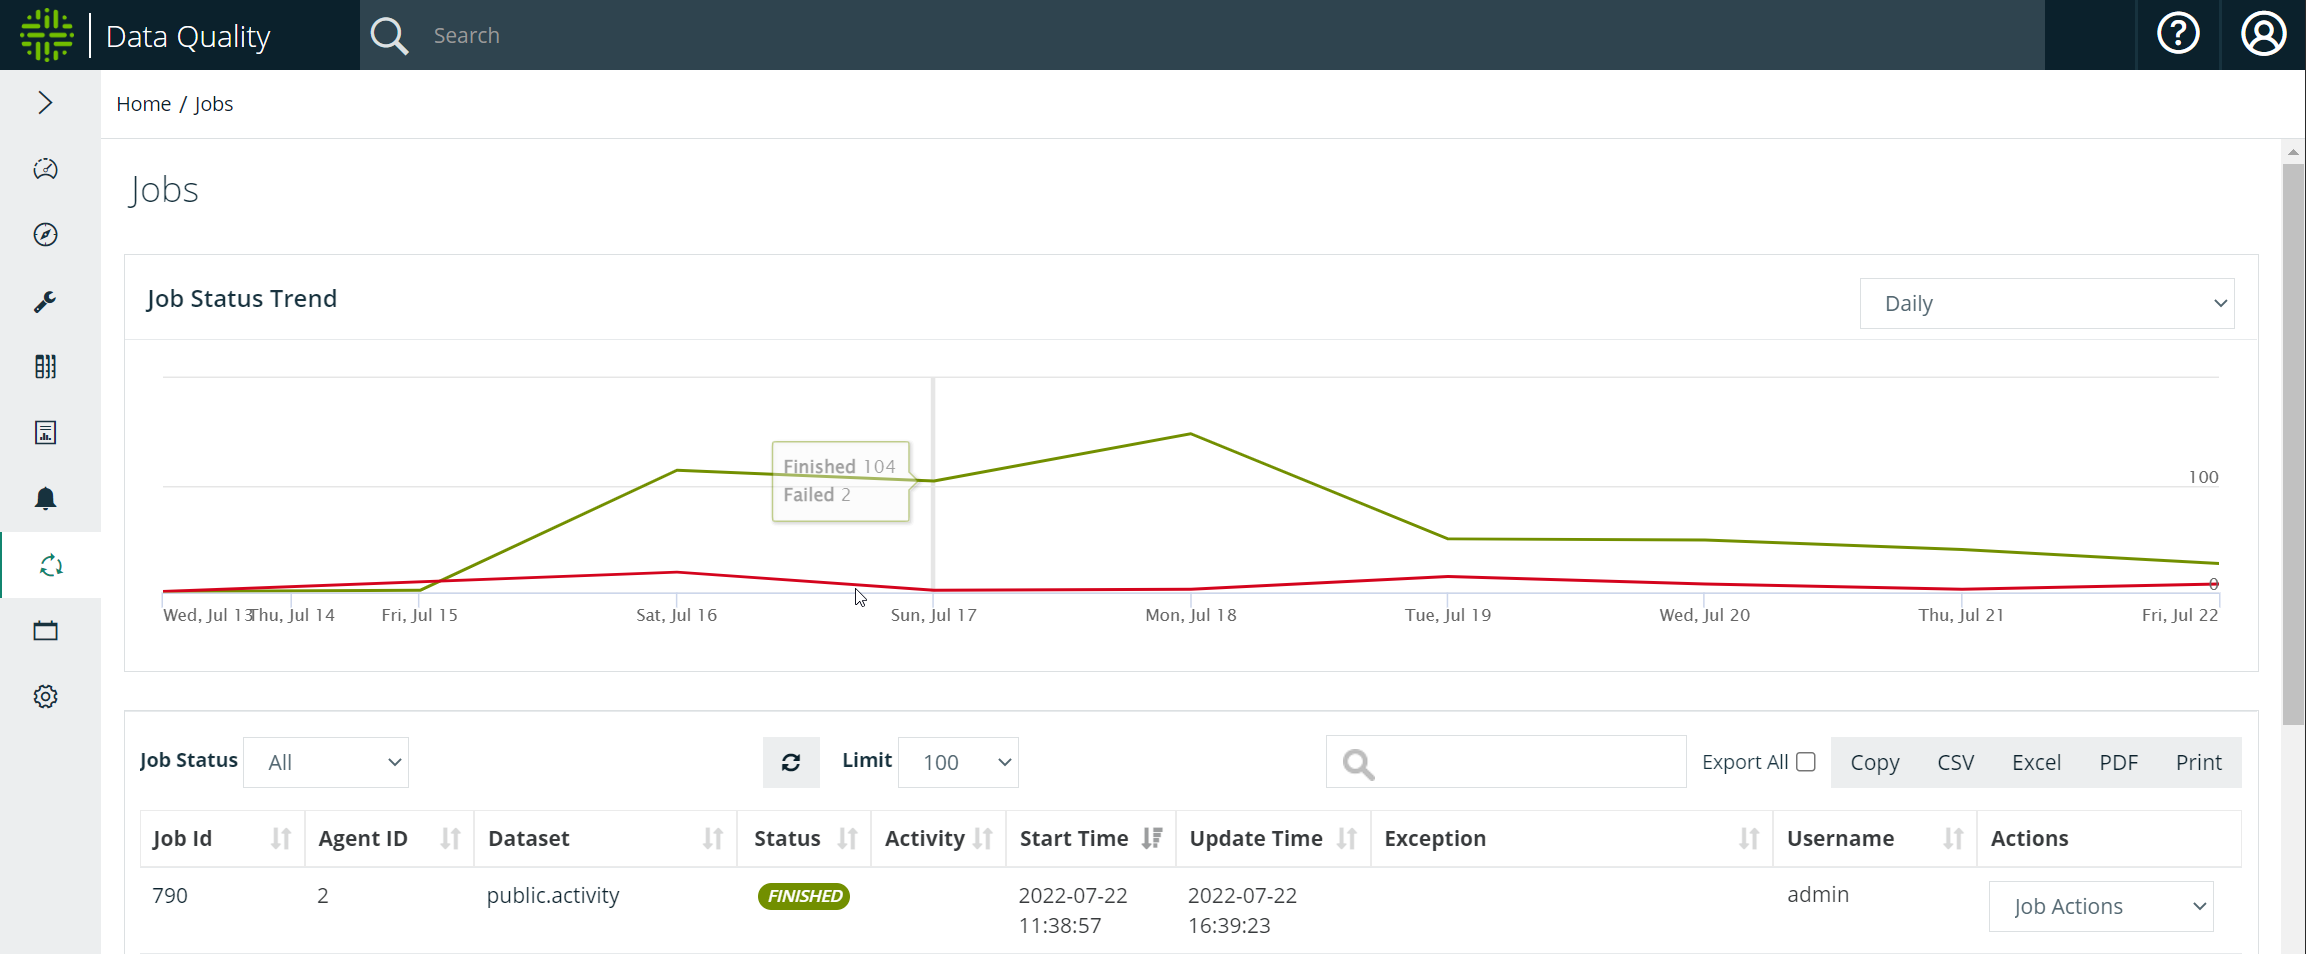 Data Quality
Search
Home / Jobs
Jobs
Job Status Trend
Daily
Finished 104
Failed 2
100
0
Wed, Jul 13 Thu, Jul 14 Fri, Jul 15 Sat, Jul 16 Sun, Jul 17 Mon, Jul 18 Tue, Jul 19 Wed, Jul 20 Thu, Jul 21 Fri, Jul 22
Job Status All Limit 100 Export All Copy CSV Excel PDF Print
Job Id Agent ID Dataset Status Activity Start Time Update Time Exception Username Actions
790 2 public.activity FINISHED 2022-07-22 2022-07-22 admin Job Actions
11:38:57 16:39:23